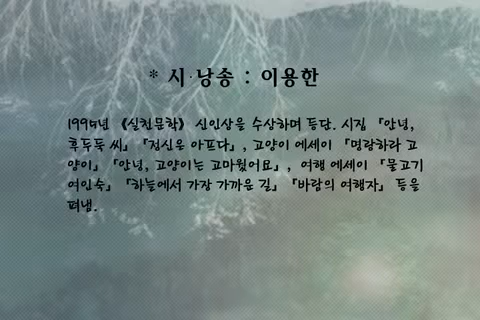 * 시·낭송 : 이용한
1995년 《실천문학》 신인상을 수상하며 등단. 시집 「안녕,
후두둑 씨」 「정신은 아프다」, 고양이 에세이 「명랑하라 고
양이」 「안녕, 고양이는 고마웠어요」, 여행 에세이 「물고기
여인숙」 「하늘에서 가장 가까운 길」 「바람의 여행자」 등을
펴냄.